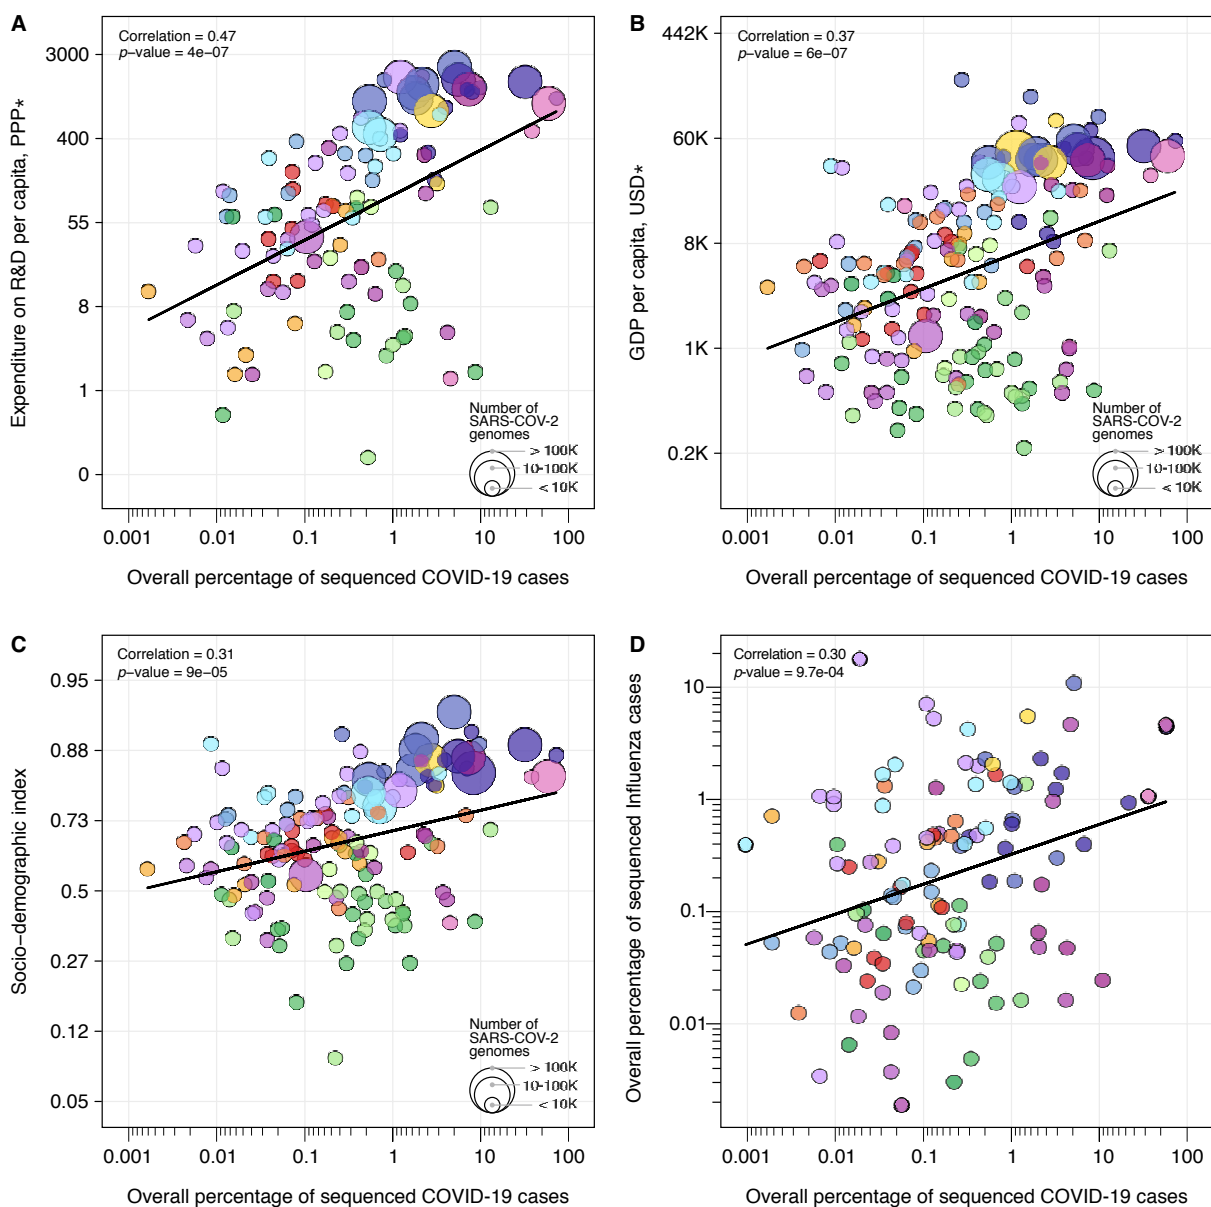 A
Correlation = 0.47
p−value = 4e−07
Expenditure on R&D per capita, PPP*
3000
400
55
8
1
0
Number of
SARS-COV-2
genomes
> 100K
10-100K
< 10K
0.001
0.01
0.1
1
10
100
Overall percentage of sequenced COVID-19 cases
B
Correlation = 0.37
p−value = 6e−07
GDP per capita, USD*
442K
60K
8K
1K
0.2K
Number of
SARS-COV-2
genomes
> 100K
10-100K
< 10K
0.001
0.01
0.1
1
10
100
Overall percentage of sequenced COVID-19 cases
C
Correlation = 0.31
p−value = 9e−05
Socio−demographic index
0.95
0.88
0.73
0.5
0.27
0.12
0.05
Number of
SARS-COV-2
genomes
> 100K
10-100K
< 10K
0.001
0.01
0.1
1
10
100
Overall percentage of sequenced COVID-19 cases
D
Correlation = 0.30
p-value = 9.7e-04
Overall percentage of sequenced Influenza cases
10
1
0.1
0.01
0.001
0.01
0.1
1
10
100
Overall percentage of sequenced COVID-19 cases